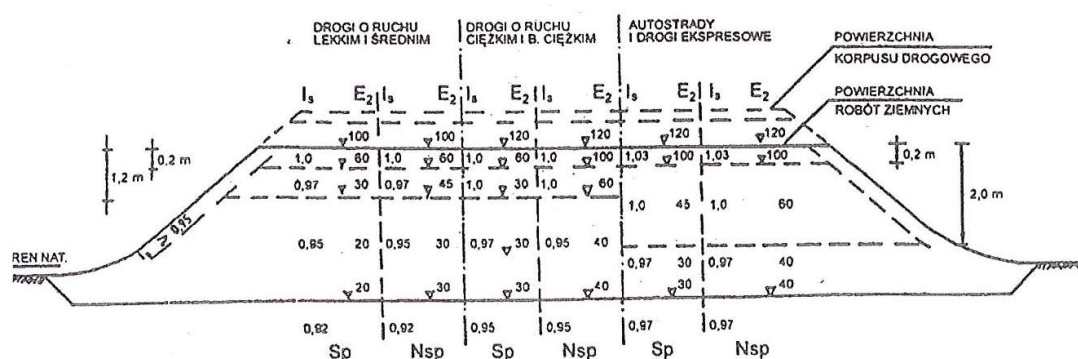 DROGI O RUCHU
LEKKIM I ŚREDNIM
DROGI O RUCHU
CIĘŻKIM I B. CIĘŻKIM
AUTOSTRADY
I DROGI EKSPRESOWE
POWIERZCHNIA
KORPUSU DROGOWEGO
POWIERZCHNIA
ROBÓT ZIEMNYCH
Is E2 Is E2 Is E2 Is E2 Is E2 Is E2
100 100 120 120 120 120
0,2 m 1,0 60 1,0 60 1,0 60 1,0 100 1,03 100 1,03 100 0,2 m
1,2 m 0,97 30 0,97 45 1,0 30 1,0 60
1,0 45 1,0 60 2,0 m
≥ 0,95
0,95 20 0,95 30 0,97 30 0,95 40
REN NAT. 0,97 30 0,97 40
20 30 30 40 30 40
0,92 0,92 0,95 0,95 0,97 0,97
Sp Nsp Sp Nsp Sp Nsp